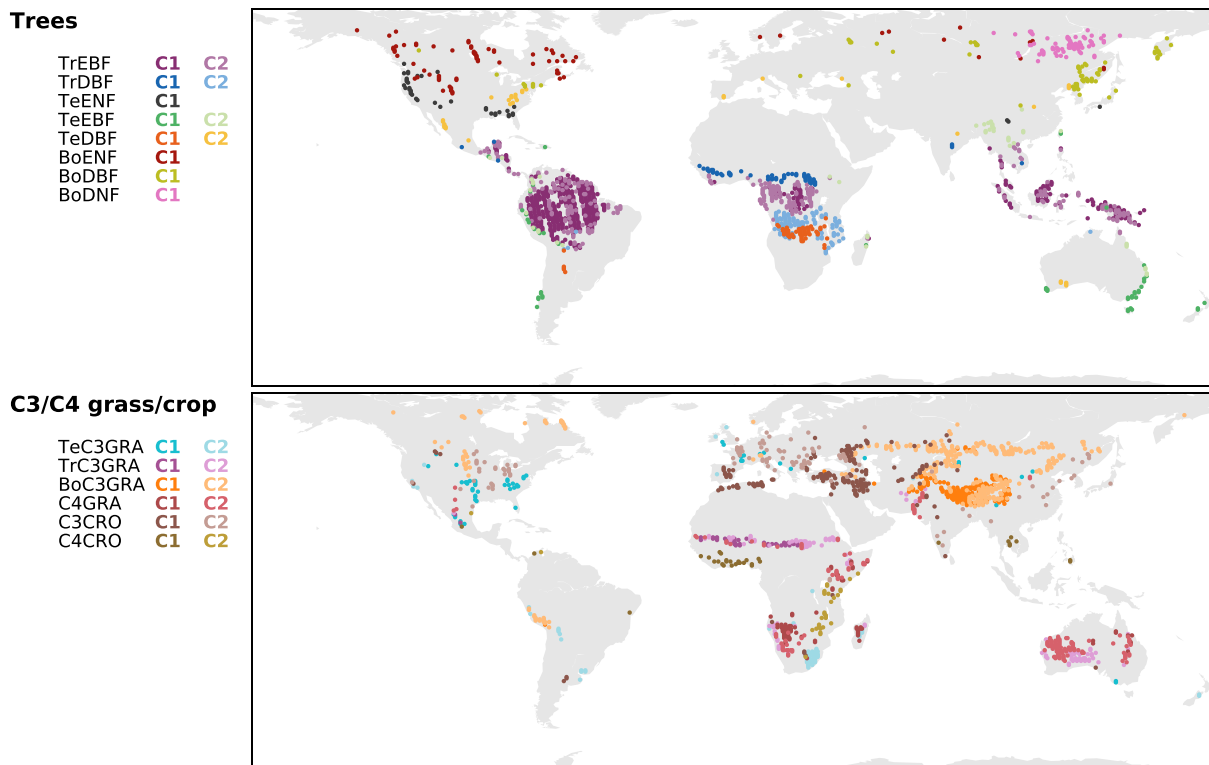 Trees
TrEBF C1 C2
TrDBF C1 C2
TeENF C1
TeEBF C1 C2
TeDBF C1 C2
BoENF C1
BoDBF C1
BoDNF C1
C3/C4 grass/crop
TeC3GRA C1 C2
TrC3GRA C1 C2
BoC3GRA C1 C2
C4GRA C1 C2
C3CRO C1 C2
C4CRO C1 C2